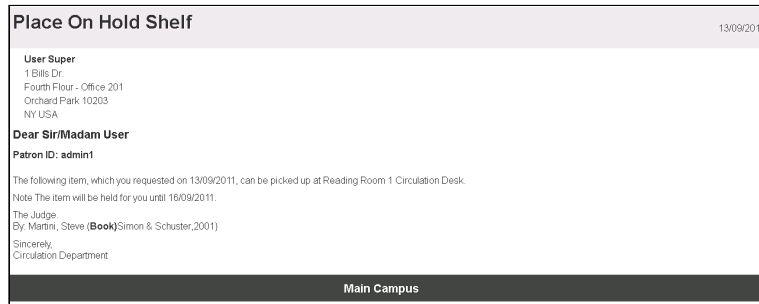 Place On Hold Shelf
13/09/201
User Super
1 Bills Dr.
Fourth Flour - Office 201
Orchard Park 10203
NY USA
Dear Sir/Madam User
Patron ID: admin1
The following item, which you requested on 13/09/2011, can be picked up at Reading Room 1 Circulation Desk.
Note The item will be held for you until 16/09/2011.
The Judge.
By: Martini, Steve (Book)Simon & Schuster,2001)
Sincerely,
Circulation Department
Main Campus